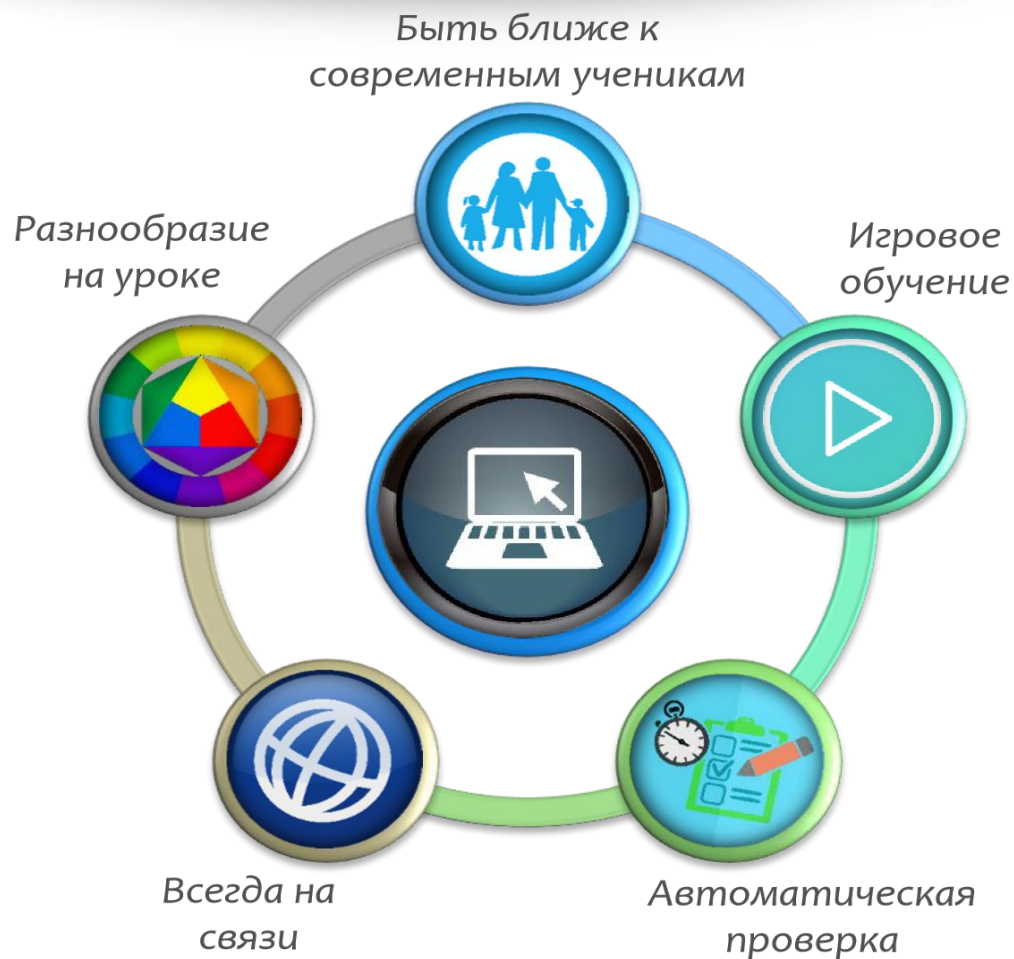 Быть ближе к
современным ученикам
Разнообразие
на уроке
Игровое
обучение
Всегда на
связи
Автоматическая
проверка